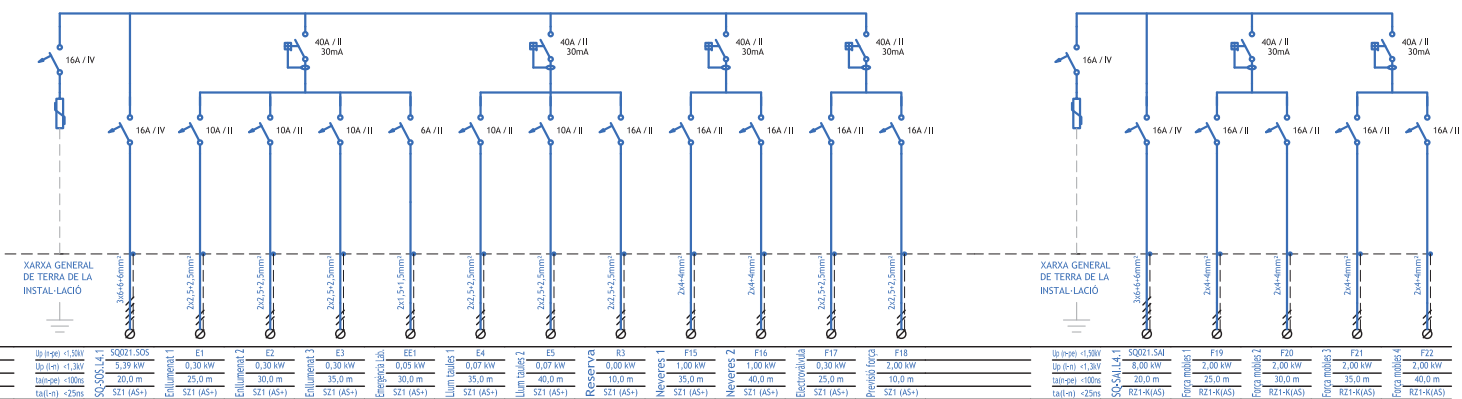 40A / II
30mA
40A / II
30mA
40A / II
30mA
40A / II
30mA
40A / II
30mA
40A / II
30mA
16A / IV
16A / IV
16A / IV
10A / II
10A / II
10A / II
6A / II
10A / II
10A / II
16A / II
16A / II
16A / II
16A / II
16A / II
16A / IV
16A / II
16A / II
16A / II
16A / II
XARXA GENERAL
DE TERRA DE LA
INSTAL·LACIÓ
3x6+6+6mm²
2x2,5+2,5mm²
2x2,5+2,5mm²
2x2,5+2,5mm²
2x1,5+1,5mm²
2x2,5+2,5mm²
2x2,5+2,5mm²
2x2,5+2,5mm²
2x4+4mm²
2x4+4mm²
2x2,5+2,5mm²
2x2,5+2,5mm²
XARXA GENERAL
DE TERRA DE LA
INSTAL·LACIÓ
3x6+6+6mm²
2x4+4mm²
2x4+4mm²
2x4+4mm²
2x4+4mm²
Up (n-pe) <1,50kV
Up (l-n) <1,3kV
ta(n-pe) <100ns
ta(l-n) <25ns
SQ-SOS.L4.1
SQ021.SOS
5,39 kW
20,0 m
SZ1 (AS+)
Enllumenat 1
E1
0,30 kW
25,0 m
SZ1 (AS+)
Enllumenat 2
E2
0,30 kW
30,0 m
SZ1 (AS+)
Enllumenat 3
E3
0,30 kW
35,0 m
SZ1 (AS+)
Emergència Lab.
EE1
0,05 kW
30,0 m
SZ1 (AS+)
Llum taules 1
E4
0,07 kW
35,0 m
SZ1 (AS+)
Llum taules 2
E5
0,07 kW
40,0 m
SZ1 (AS+)
Reserva
R3
0,00 kW
10,0 m
SZ1 (AS+)
Neveres 1
F15
1,00 kW
35,0 m
SZ1 (AS+)
Neveres 2
F16
1,00 kW
40,0 m
SZ1 (AS+)
Electrovàlvula
F17
0,30 kW
25,0 m
SZ1 (AS+)
Previsió força
F18
2,00 kW
10,0 m
SZ1 (AS+)
Up (n-pe) <1,50kV
Up (l-n) <1,3kV
ta(n-pe) <100ns
ta(l-n) <25ns
SQ-SAI.L4.1
SQ021.SAI
8,00 kW
20,0 m
RZ1-K(AS)
Força mobles 1
F19
2,00 kW
25,0 m
RZ1-K(AS)
Força mobles 2
F20
2,00 kW
30,0 m
RZ1-K(AS)
Força mobles 3
F21
2,00 kW
35,0 m
RZ1-K(AS)
Força mobles 4
F22
2,00 kW
40,0 m
RZ1-K(AS)